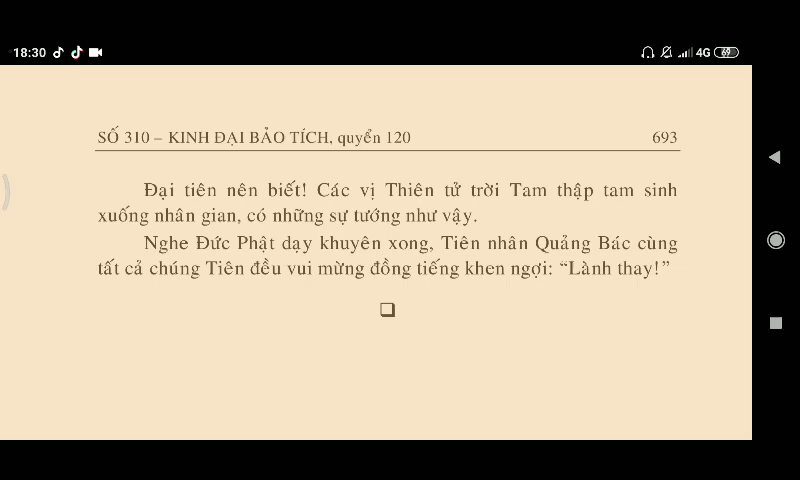 18:30
4G 69
SỐ 310 – KINH ĐẠI BẢO TÍCH, quyển 120 693
Đại tiên nên biết! Các vị Thiên tử trời Tam thập tam sinh
xuống nhân gian, có những sự tướng như vậy.
Nghe Đức Phật dạy khuyên xong, Tiên nhân Quảng Bác cùng
tất cả chúng Tiên đều vui mừng đồng tiếng khen ngợi: “Lành thay!”